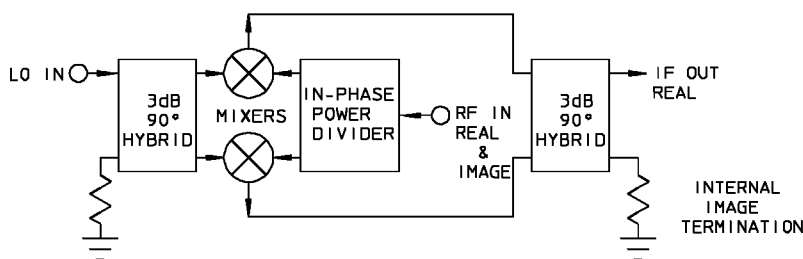 LO IN
3dB
90°
HYBRID
MIXERS
IN-PHASE
POWER
DIVIDER
RF IN
REAL
&
IMAGE
3dB
90°
HYBRID
IF OUT
REAL
INTERNAL
IMAGE
TERMINATION